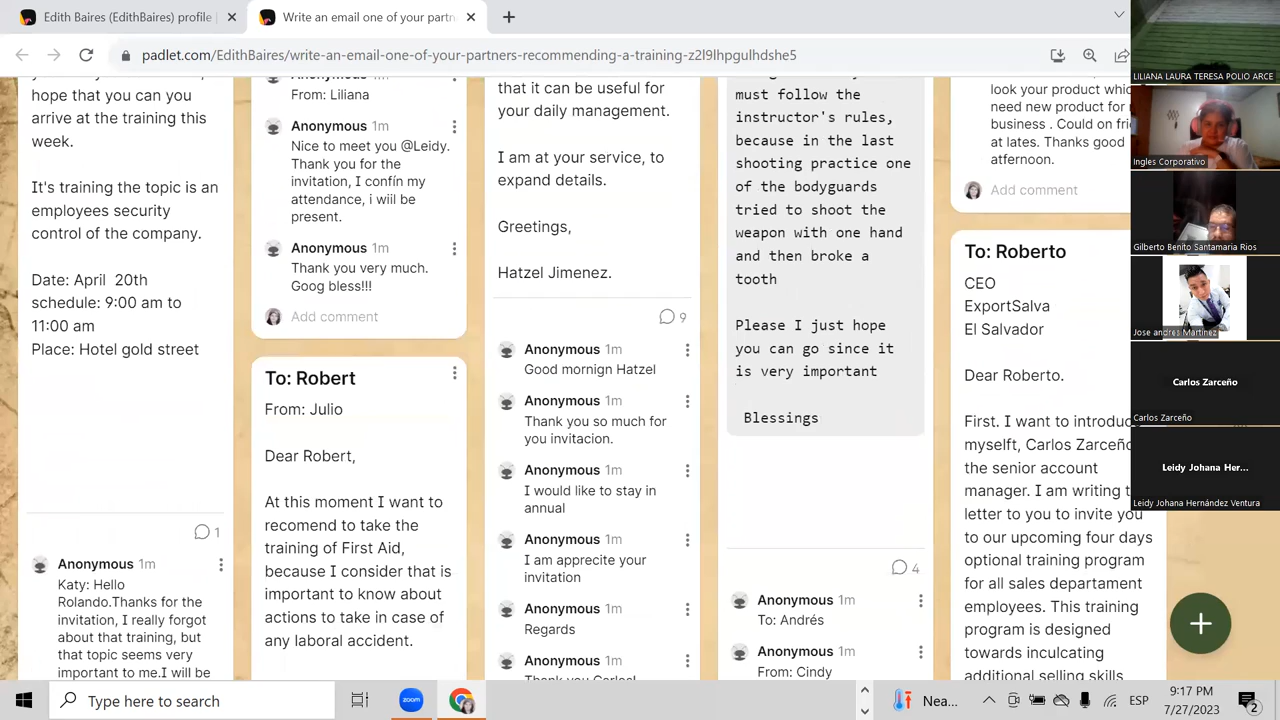 Edith Baires (EdithBaires) profile
Write an email one of your partn
padlet.com/EdithBaires/write-an-email-one-of-your-partners-recommending-a-training-z2l9lhpgulhdshe5
hope that you can you
arrive at the training this
week.
It's training the topic is an
employees security
control of the company.
Date: April 20th
schedule: 9:00 am to
11:00 am
Place: Hotel gold street
1
Anonymous 1m
Katy: Hello
Rolando.Thanks for the
invitation, I really forgot
about that training, but
that topic seems very
important to me.I will be
Anonymous 1m
From: Liliana
Anonymous 1m
Nice to meet you @Leidy.
Thank you for the
invitation, I confín my
attendance, i wiil be
present.
Anonymous 1m
Thank you very much.
Goog bless!!!
Add comment
To: Robert
From: Julio
Dear Robert,
At this moment I want to
recomend to take the
training of First Aid,
because I consider that is
important to know about
actions to take in case of
any laboral accident.
that it can be useful for
your daily management.
I am at your service, to
expand details.
Greetings,
Hatzel Jimenez.
9
Anonymous 1m
Good mornign Hatzel
Anonymous 1m
Thank you so much for
you invitacion.
Anonymous 1m
I would like to stay in
annual
Anonymous 1m
I am apprecite your
invitation
Anonymous 1m
Regards
Anonymous 1m
must follow the
instructor's rules,
because in the last
shooting practice one
of the bodyguards
tried to shoot the
weapon with one hand
and then broke a
tooth
Please I just hope
you can go since it
is very important
Blessings
4
Anonymous 1m
To: Andrés
Anonymous 1m
From: Cindy
look your product whic
need new product for
business . Could on fri
at lates. Thanks good
atfernoon.
Add comment
To: Roberto
CEO
ExportSalva
El Salvador
Dear Roberto.
First. I want to introduc
myselft, Carlos Zarceño
the senior account
manager. I am writing t
letter to you to invite you
to our upcoming four days
optional training program
for all sales departament
employees. This training
program is designed
towards inculcating
additional selling skills
LILIANA LAURA TERESA POLIO ARCE
Ingles Corporativo
Gilberto Benito Santamaria Rios
Jose andres Martinez
Carlos Zarceño
Carlos Zarceño
Leidy Johana Her...
Leidy Johana Hernández Ventura
Type here to search
zoom
Nea...
ESP
9:17 PM
7/27/2023
2